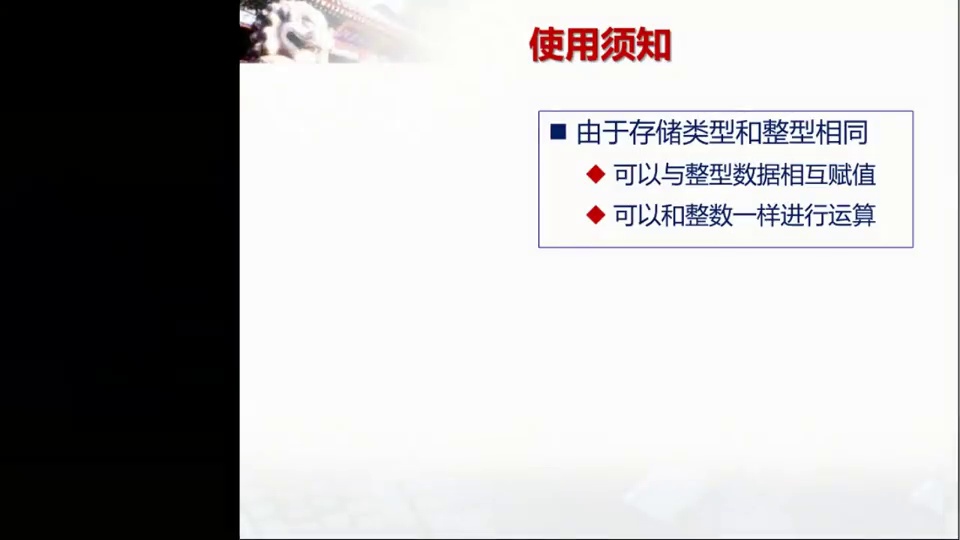 使用须知
由于存储类型和整型相同
可以与整型数据相互赋值
可以和整数一样进行运算